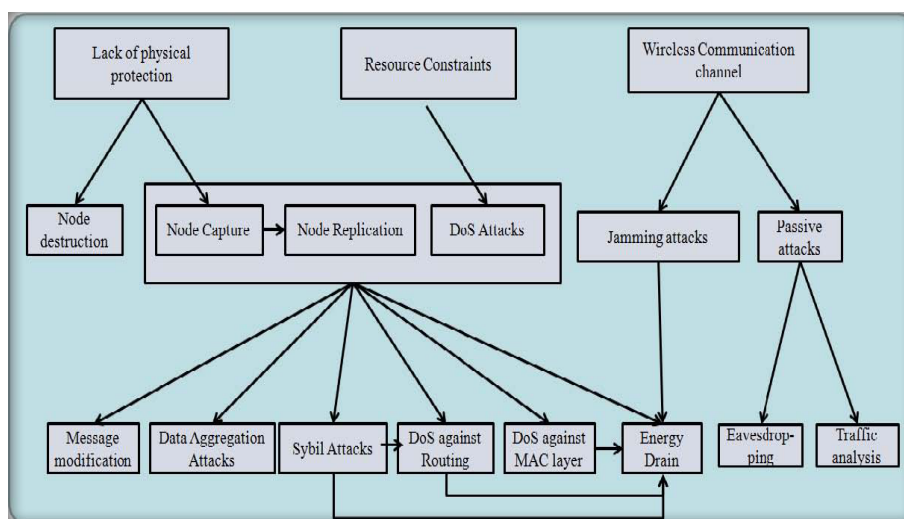 Lack of physical
protection
Resource Constraints
Wireless Communication
channel
Node
destruction
Node Capture
Node Replication
DoS Attacks
Jamming attacks
Passive
attacks
Message
modification
Data Aggregation
Attacks
Sybil Attacks
DoS against
Routing
DoS against
MAC layer
Energy
Drain
Eavesdrop-
ping
Traffic
analysis